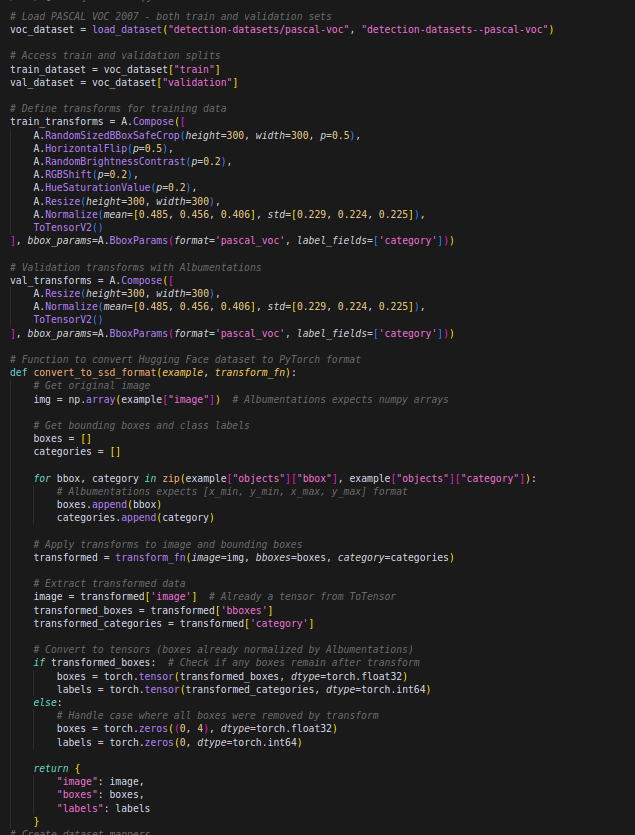 # Load PASCAL VOC 2007 - both train and validation sets
voc_dataset = load_dataset("detection-datasets/pascal-voc", "detection-datasets--pascal-voc")
# Access train and validation splits
train_dataset = voc_dataset["train"]
val_dataset = voc_dataset["validation"]
# Define transforms for training data
train_transforms = A.Compose([
    A.RandomSizedBBoxSafeCrop(height=300, width=300, p=0.5),
    A.HorizontalFlip(p=0.5),
    A.RandomBrightnessContrast(p=0.2),
    A.RGBShift(p=0.2),
    A.HueSaturationValue(p=0.2),
    A.Resize(height=300, width=300),
    A.Normalize(mean=[0.485, 0.456, 0.406], std=[0.229, 0.224, 0.225]),
    ToTensorV2()
], bbox_params=A.BboxParams(format='pascal_voc', label_fields=['category']))
# Validation transforms with Albumentations
val_transforms = A.Compose([
    A.Resize(height=300, width=300),
    A.Normalize(mean=[0.485, 0.456, 0.406], std=[0.229, 0.224, 0.225]),
    ToTensorV2()
], bbox_params=A.BboxParams(format='pascal_voc', label_fields=['category']))
# Function to convert Hugging Face dataset to PyTorch format
def convert_to_ssd_format(example, transform_fn):
    # Get original image
    img = np.array(example["image"])  # Albumentations expects numpy arrays
    # Get bounding boxes and class labels
    boxes = []
    categories = []
    for bbox, category in zip(example["objects"]["bbox"], example["objects"]["category"]):
        # Albumentations expects [x_min, y_min, x_max, y_max] format
        boxes.append(bbox)
        categories.append(category)
    # Apply transforms to image and bounding boxes
    transformed = transform_fn(image=img, bboxes=boxes, category=categories)
    # Extract transformed data
    image = transformed['image']  # Already a tensor from ToTensor
    transformed_boxes = transformed['bboxes']
    transformed_categories = transformed['category']
    # Convert to tensors (boxes already normalized by Albumentations)
    if transformed_boxes:  # Check if any boxes remain after transform
        boxes = torch.tensor(transformed_boxes, dtype=torch.float32)
        labels = torch.tensor(transformed_categories, dtype=torch.int64)
    else:
        # Handle case where all boxes were removed by transform
        boxes = torch.zeros((0, 4), dtype=torch.float32)
        labels = torch.zeros(0, dtype=torch.int64)
    return {
        "image": image,
        "boxes": boxes,
        "labels": labels
    }
# Create dataset mappers